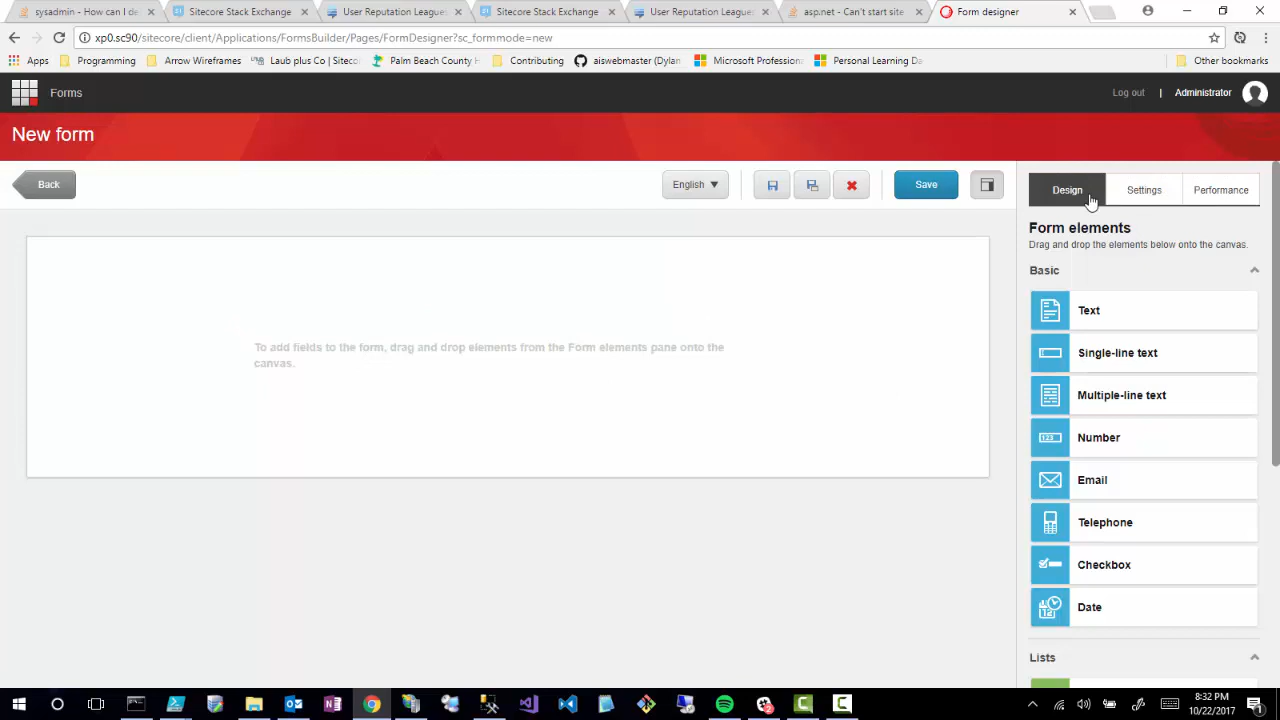 sysadmin - How can I de
Sitecore Stack Exchange
User Reputation Leagues
Sitecore Stack Exchange
User Reputation Leagues
asp.net - Can't start site
Form designer
xp0.sc90/sitecore/client/Applications/FormsBuilder/Pages/FormDesigner?sc_formmode=new
Apps
Programming
Arrow Wireframes
Laub plus Co | Siteco
Palm Beach County H
Contributing
aiswebmaster (Dylan
Microsoft Professiona
Personal Learning Da
Other bookmarks
Forms
Log out | Administrator
New form
Back
English
Save
Design
Settings
Performance
Form elements
Drag and drop the elements below onto the canvas.
Basic
To add fields to the form, drag and drop elements from the Form elements pane onto the
canvas.
Text
Single-line text
Multiple-line text
Number
Email
Telephone
Checkbox
Date
Lists
8:32 PM
10/22/2017